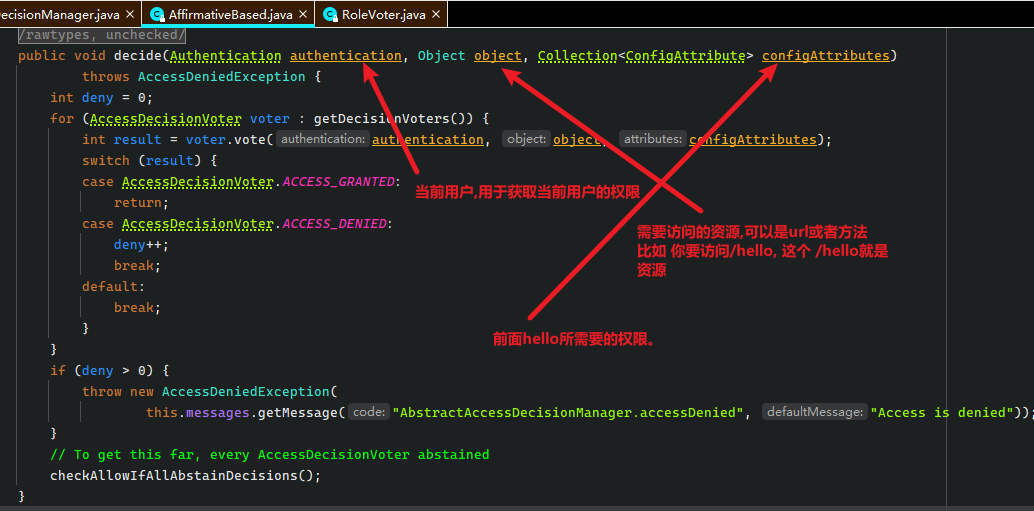 ecisionManager.java × AffirmativeBased.java × RoleVoter.java ×
/rawtypes, unchecked/
public void decide(Authentication authentication, Object object, Collection<ConfigAttribute> configAttributes)
throws AccessDeniedException {
int deny = 0;
for (AccessDecisionVoter voter : getDecisionVoters()) {
int result = voter.vote( authentication: authentication, object: object, attributes: configAttributes);
switch (result) {
case AccessDecisionVoter.ACCESS_GRANTED:
当前用户,用于获取当前用户的权限
return;
case AccessDecisionVoter.ACCESS_DENIED:
需要访问的资源,可以是url或者方法
deny++;
比如 你要访问/hello, 这个 /hello就是
break;
资源
default:
break;
}
前面hello所需要的权限。
}
if (deny > 0) {
throw new AccessDeniedException(
this.messages.getMessage( code: "AbstractAccessDecisionManager.accessDenied", defaultMessage: "Access is denied"));
}
// To get this far, every AccessDecisionVoter abstained
checkAllowIfAllAbstainDecisions();
}